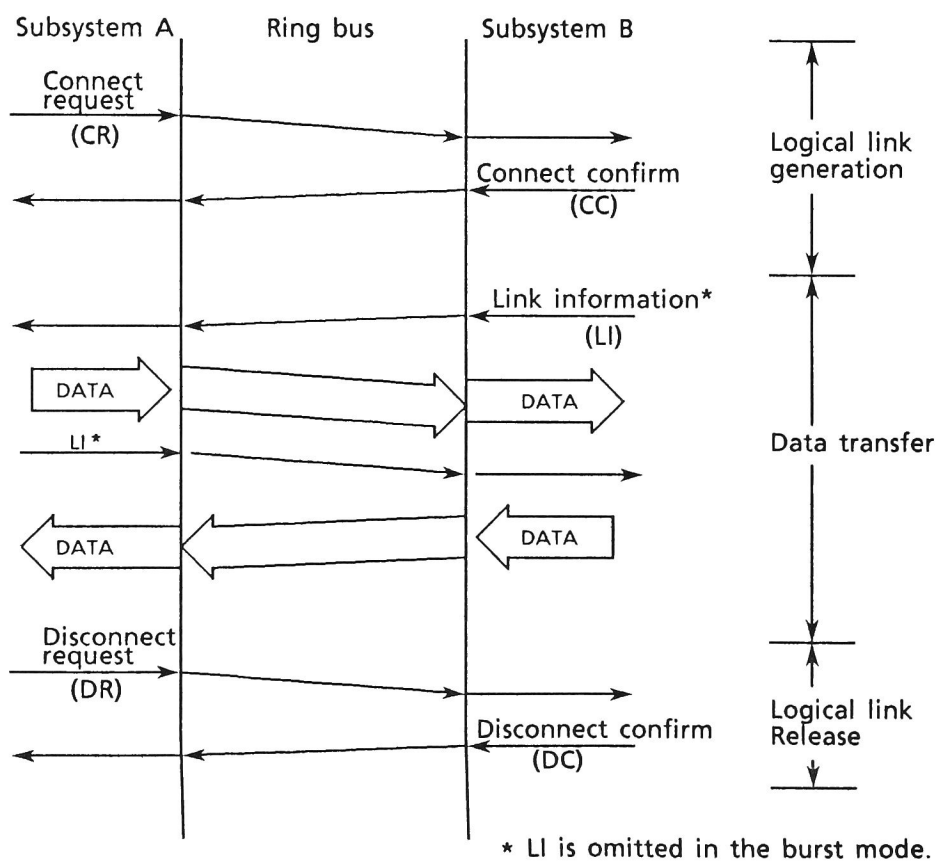 Subsystem A Ring bus Subsystem B
Connect
request
(CR)
Logical link
generation
Connect confirm
(CC)
Link information*
(LI)
DATA
DATA
LI*
Data transfer
DATA
DATA
Disconnect
request
(DR)
Logical link
Release
Disconnect confirm
(DC)
* LI is omitted in the burst mode.